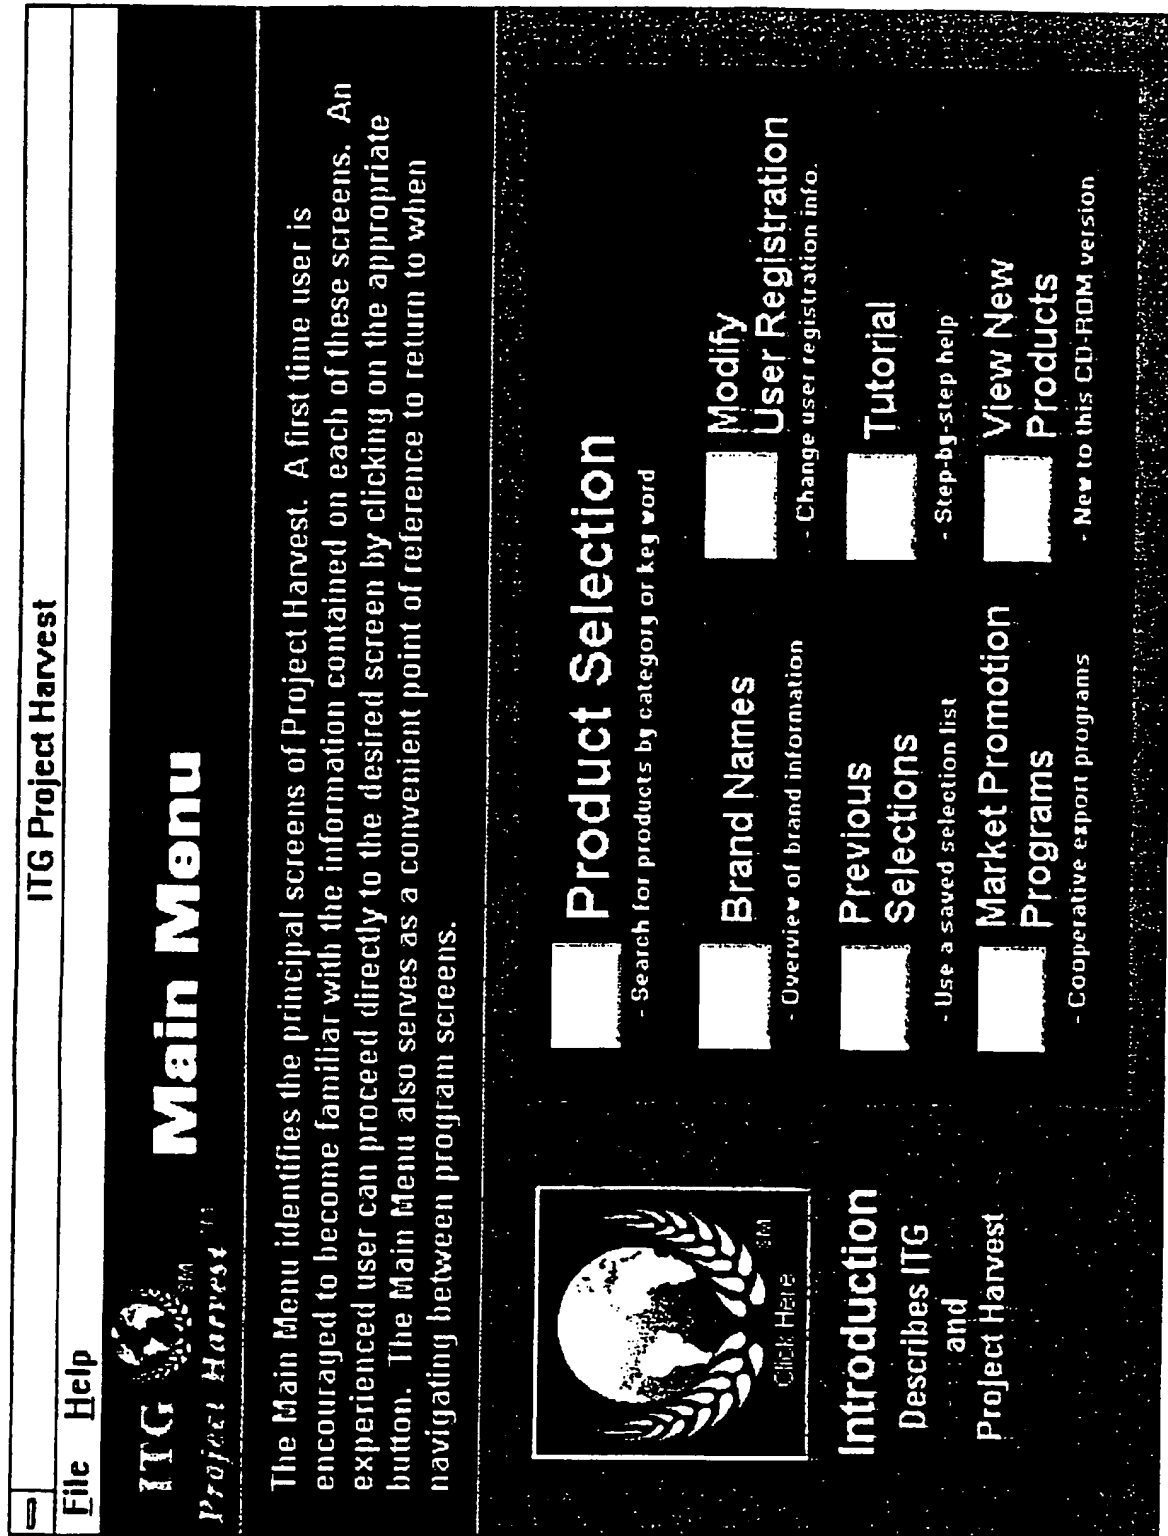 ITG Project Harvest
File Help
ITG SM
Project Harvest
Main Menu
The Main Menu identifies the principal screens of Project Harvest. A first time user is
encouraged to become familiar with the information contained on each of these screens. An
experienced user can proceed directly to the desired screen by clicking on the appropriate
button. The Main Menu also serves as a convenient point of reference to return to when
navigating between program screens.
Click Here
SM
Introduction
Describes ITG
and
Project Harvest
Product Selection
- Search for products by category or key word
Brand Names
- Overview of brand information
Previous
Selections
- Use a saved selection list
Market Promotion
Programs
- Cooperative export programs
Modify
User Registration
- Change user registration info.
Tutorial
- Step-by-step help
View New
Products
- New to this CD-ROM version